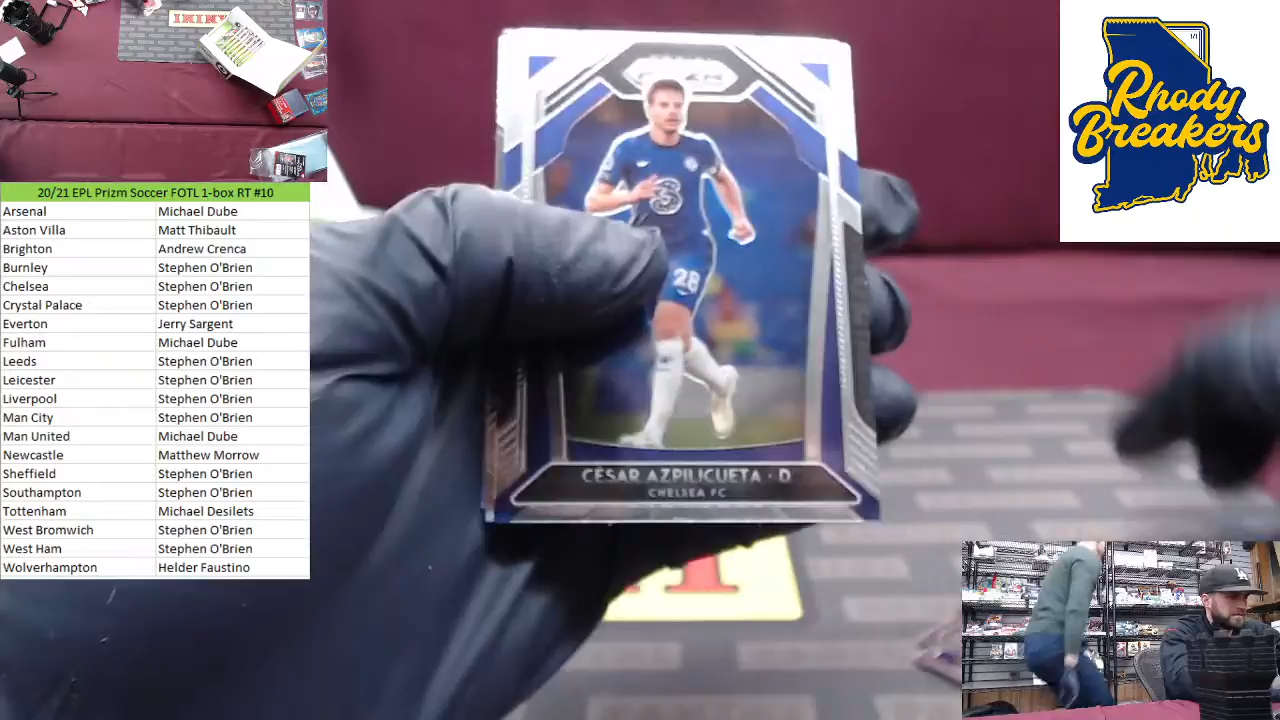 20/21 EPL Prizm Soccer FOTL 1-box RT #10
Arsenal Michael Dube
Aston Villa Matt Thibault
Brighton Andrew Crenca
Burnley Stephen O'Brien
Chelsea Stephen O'Brien
Crystal Palace Stephen O'Brien
Everton Jerry Sargent
Fulham Michael Dube
Leeds Stephen O'Brien
Leicester Stephen O'Brien
Liverpool Stephen O'Brien
Man City Stephen O'Brien
Man United Michael Dube
Newcastle Matthew Morrow
Sheffield Stephen O'Brien
Southampton Stephen O'Brien
Tottenham Michael Desilets
West Bromwich Stephen O'Brien
West Ham Stephen O'Brien
Wolverhampton Helder Faustino
3
28
CÉSAR AZPILICUETA · D
CHELSEA FC
Rhody
Breakers